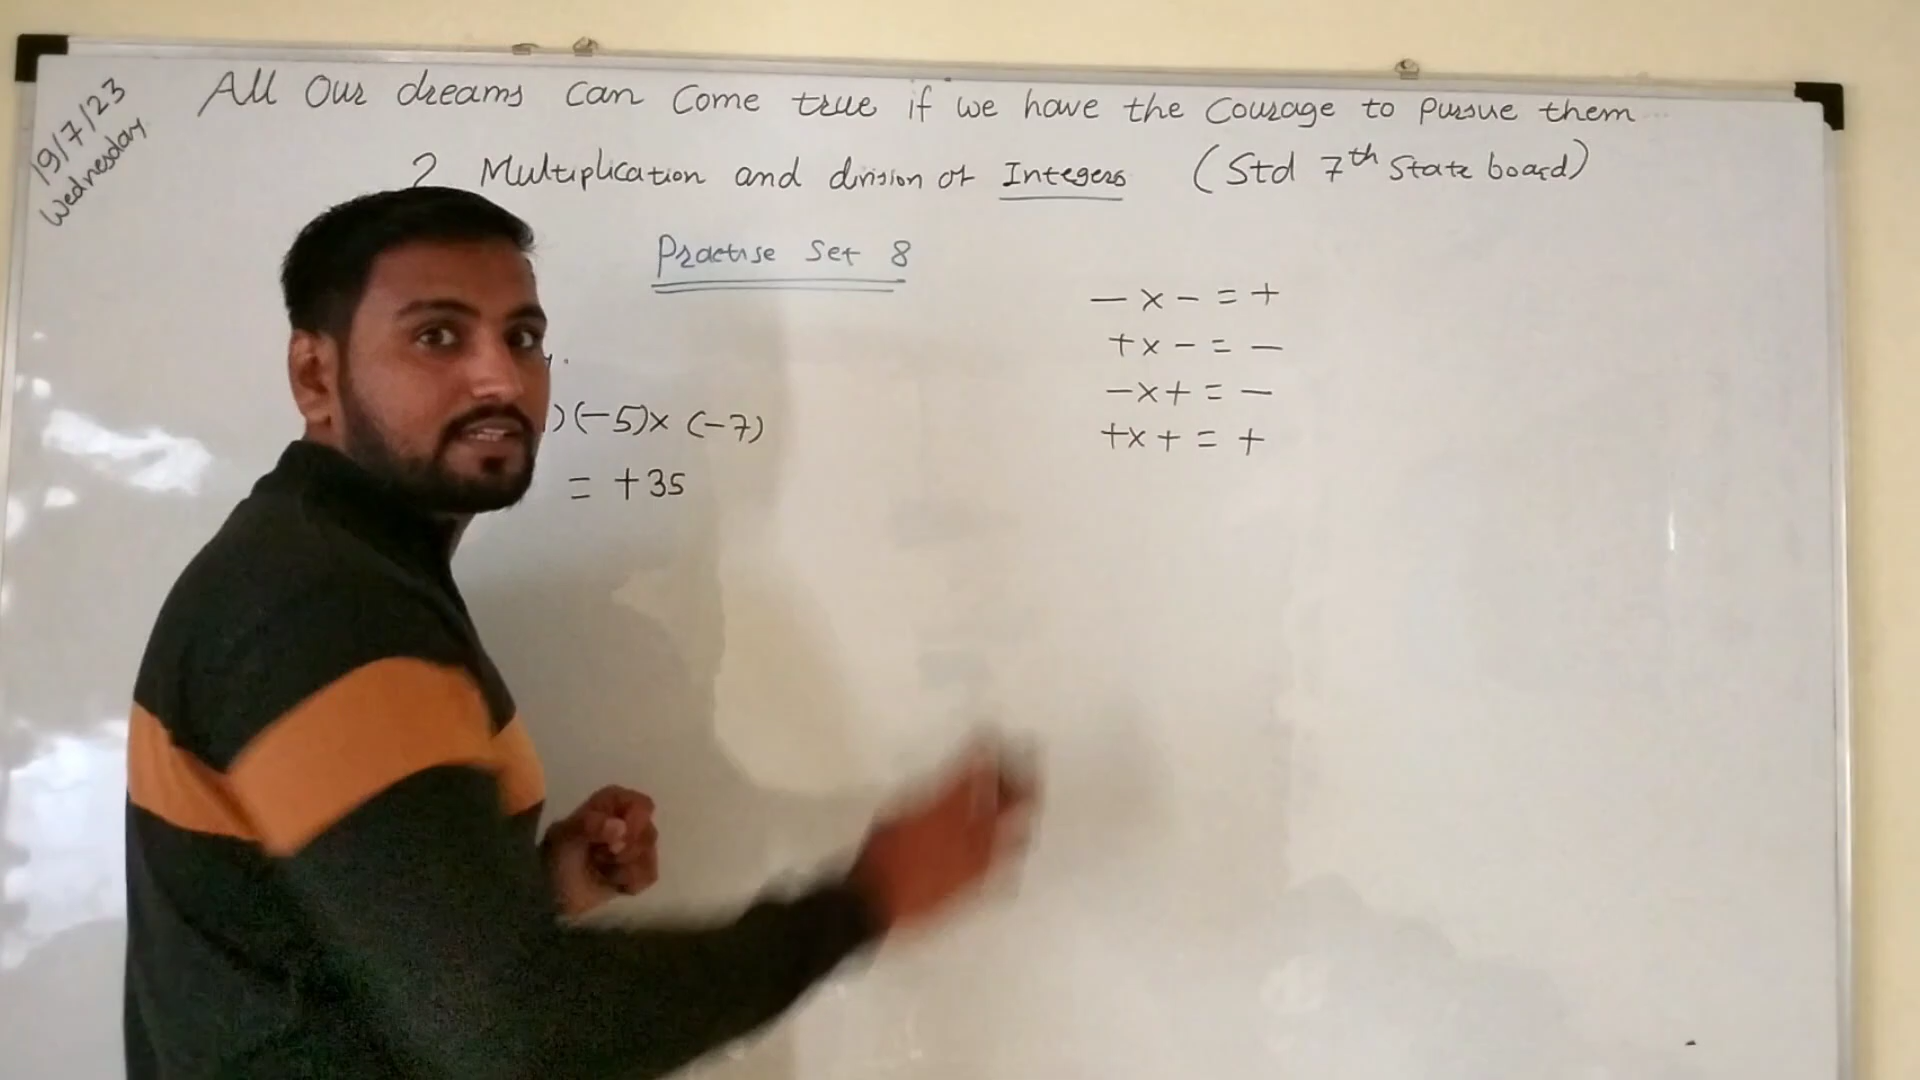 19/7/23
Wednesday
All Our dreams can Come true if we have the Courage to pursue them
2 Multiplication and division of Integers (Std 7th State board)
Practise Set 8
- x - = +
+ x - = -
- x + = -
+ x + = +
) (-5) x (-7)
= +35